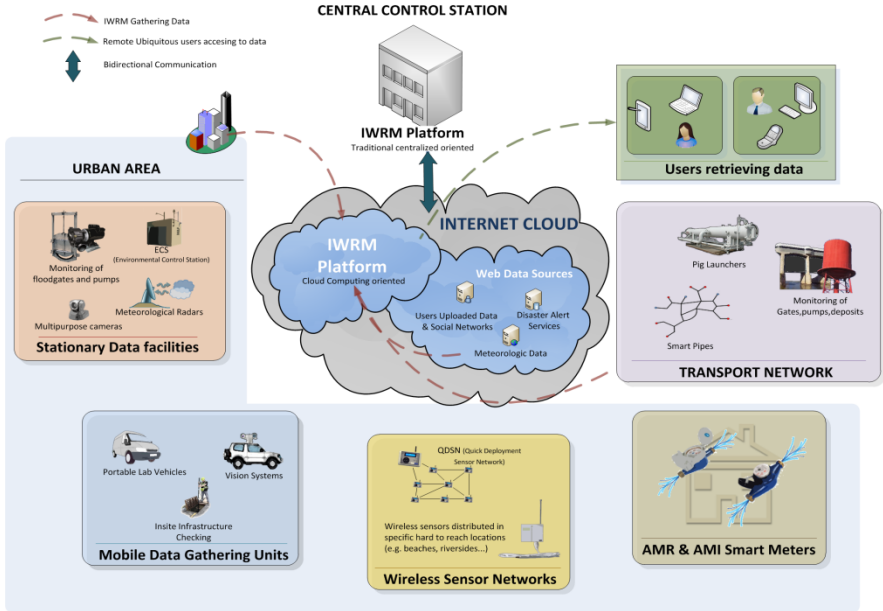 CENTRAL CONTROL STATION
IWRM Gathering Data
Remote Ubiquitous users accesing to data
Bidirectional Communication
IWRM Platform
Traditional centralized oriented
Users retrieving data
URBAN AREA
ECS
(Environmental Control Station)
Monitoring of
floodgates and pumps
Meteorological Radars
Multipurpose cameras
Stationary Data facilities
INTERNET CLOUD
IWRM
Platform
Cloud Computing oriented
Web Data Sources
Users Uploaded Data
& Social Networks
Disaster Alert
Services
Meteorologic Data
Pig Launchers
Monitoring of
Gates,pumps,deposits
Smart Pipes
TRANSPORT NETWORK
Portable Lab Vehicles
Vision Systems
Insite Infrastructure
Checking
Mobile Data Gathering Units
QDSN (Quick Deployment
Sensor Network)
Wireless sensors distributed in
specific hard to reach locations
(e.g. beaches, riversides...)
Wireless Sensor Networks
AMR & AMI Smart Meters